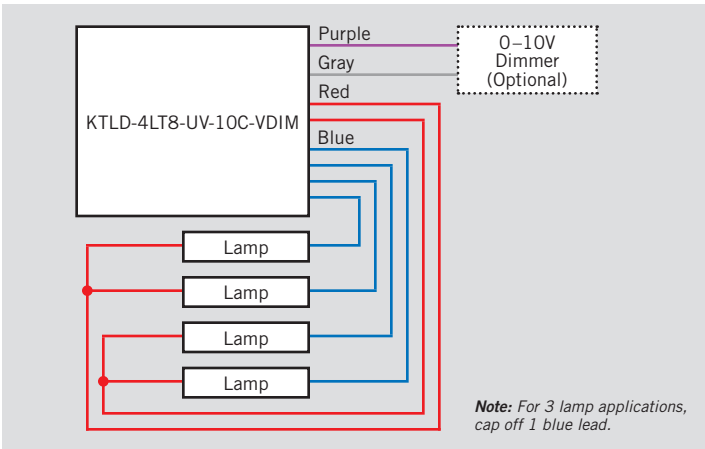 Purple
0–10V
Dimmer
(Optional)
Gray
Red
KTLD-4LT8-UV-10C-VDIM
Blue
Lamp
Lamp
Lamp
Lamp
Note: For 3 lamp applications,
cap off 1 blue lead.